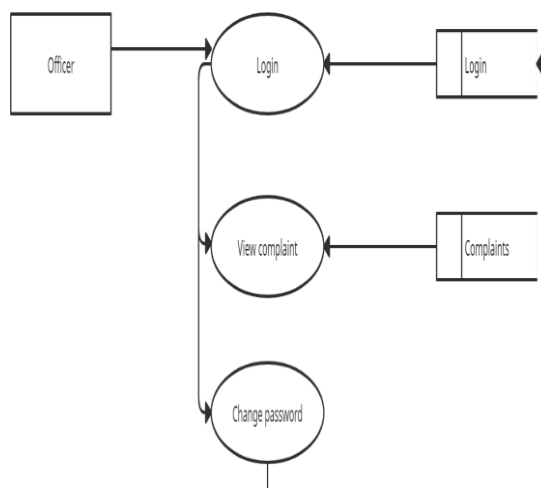 Officer
Login
Login
View complaint
Complaints
Change password